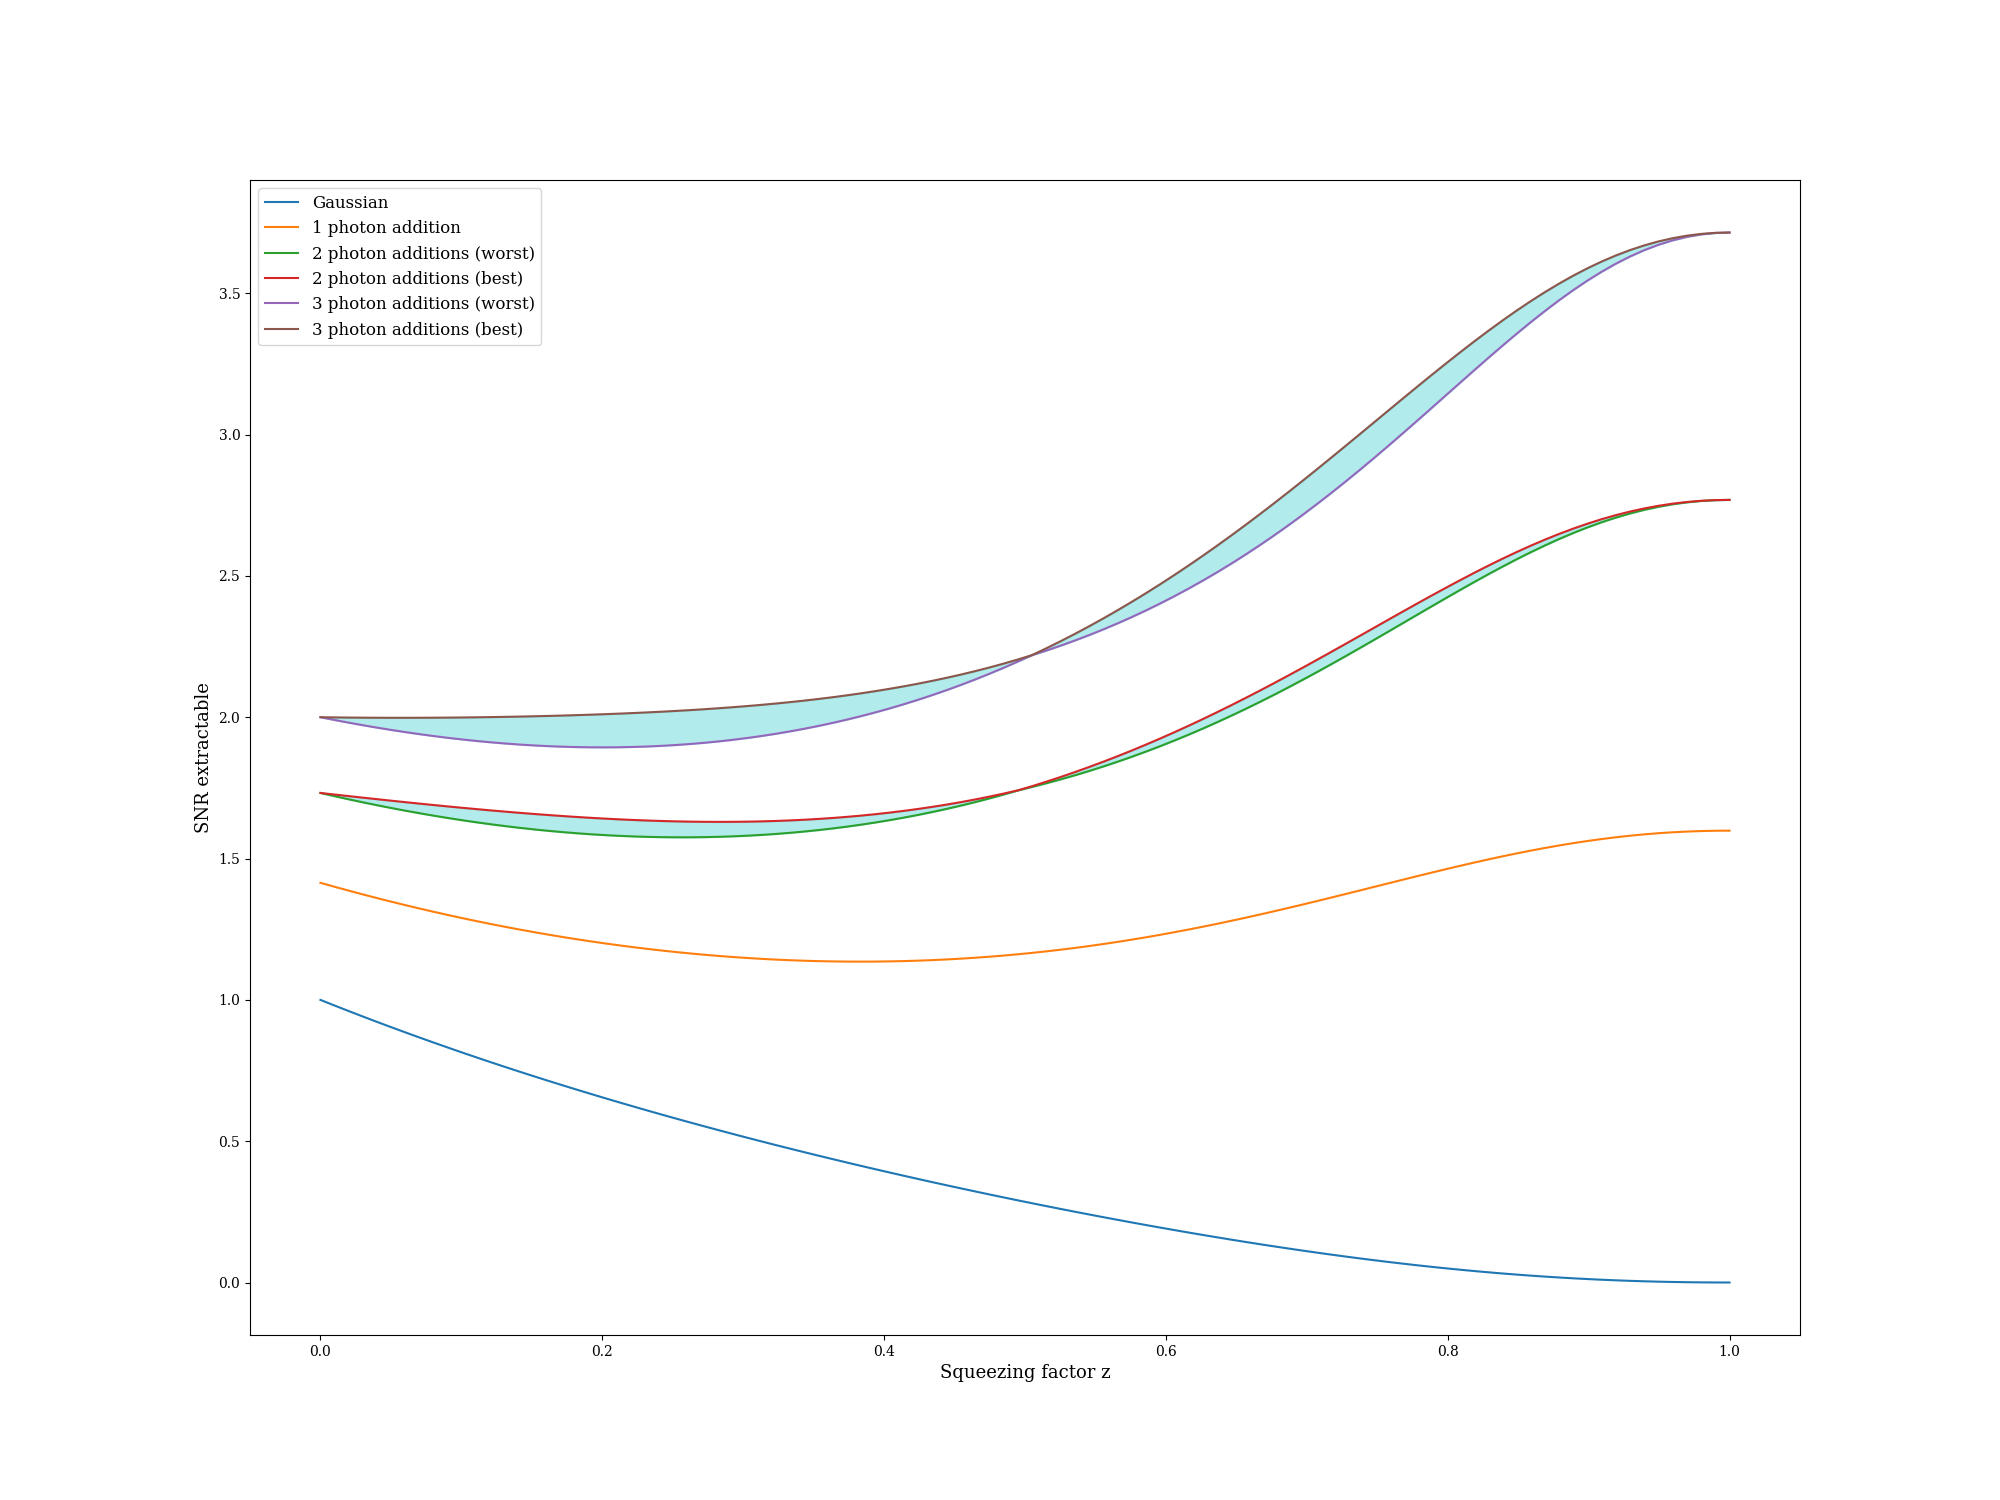 Gaussian
1 photon addition
2 photon additions (worst)
2 photon additions (best)
3 photon additions (worst)
3 photon additions (best)
3.5
3.0
2.5
2.0
1.5
1.0
0.5
0.0
SNR extractable
0.0 0.2 0.4 0.6 0.8 1.0
Squeezing factor z